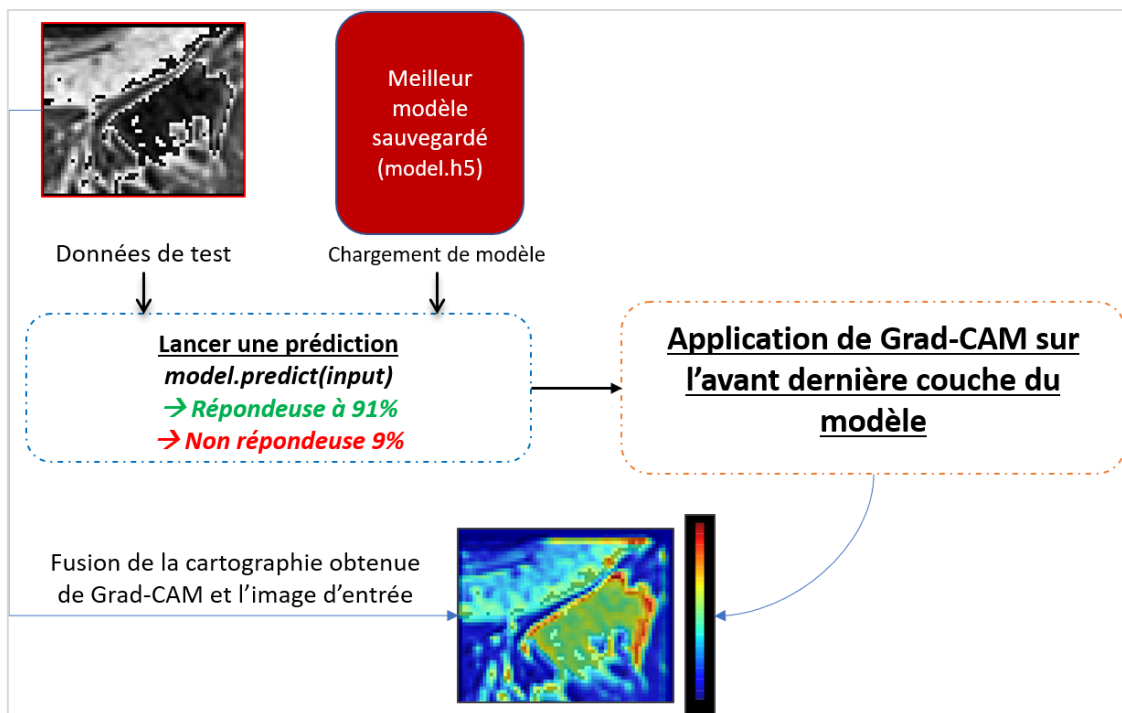 Meilleur
modèle
sauvegardé
(model.h5)
Données de test
Chargement de modèle
Lancer une prédiction
model.predict(input)
→ Répondeuse à 91%
→ Non répondeuse 9%
Application de Grad-CAM sur
l’avant dernière couche du
modèle
Fusion de la cartographie obtenue
de Grad-CAM et l’image d’entrée